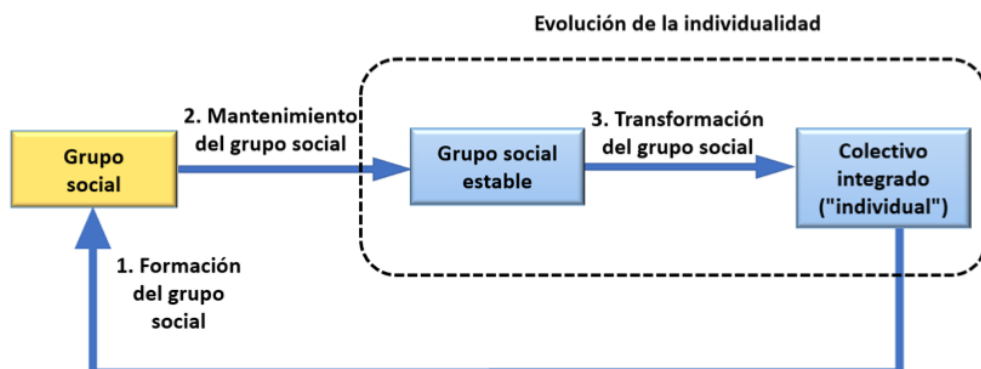 Evolución de la individualidad
2. Mantenimiento
del grupo social
3. Transformación
del grupo social
Grupo
social
Grupo social
estable
Colectivo
integrado
("individual")
1. Formación
del grupo
social